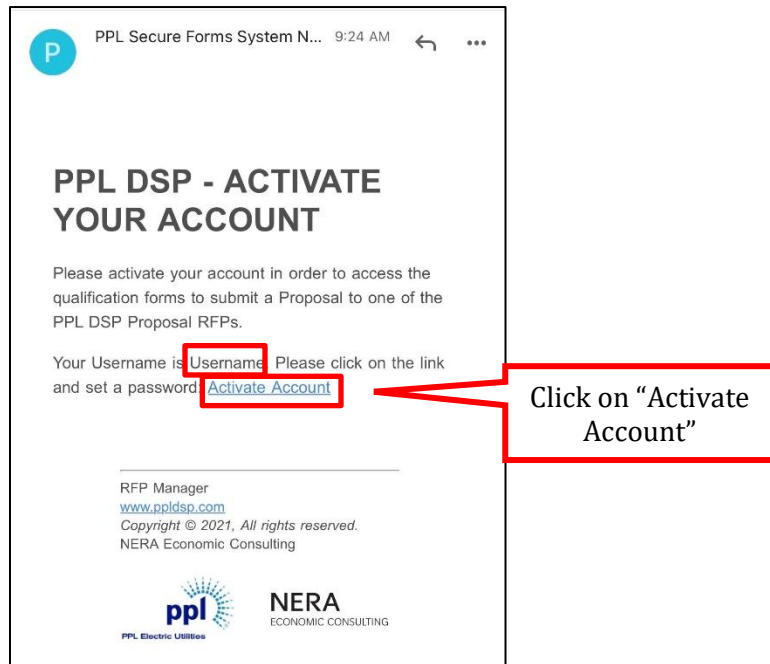 P
PPL Secure Forms System N... 9:24 AM
PPL DSP - ACTIVATE
YOUR ACCOUNT
Please activate your account in order to access the
qualification forms to submit a Proposal to one of the
PPL DSP Proposal RFPs.
Your Username is Username. Please click on the link
and set a password: Activate Account
Click on “Activate
Account”
RFP Manager
www.ppldsp.com
Copyright © 2021, All rights reserved.
NERA Economic Consulting
ppl
PPL Electric Utilities
NERA
ECONOMIC CONSULTING